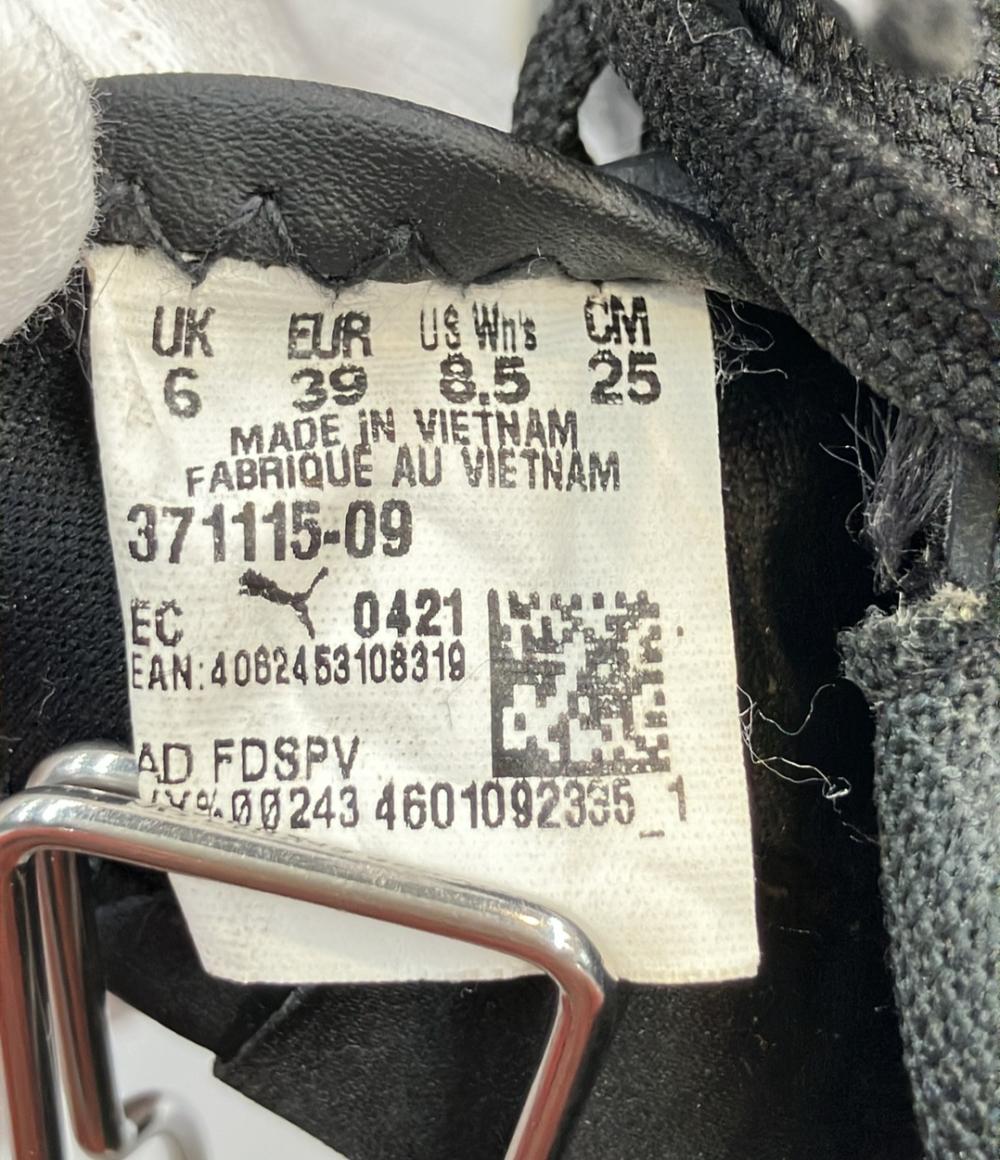 UK EUR US Wn's CM
6 39 8.5 25
MADE IN VIETNAM
FABRIQUÉ AU VIETNAM
371115-09
EC 0421
EAN:4062453108319
AD FDSPV
00243 4601092335_1